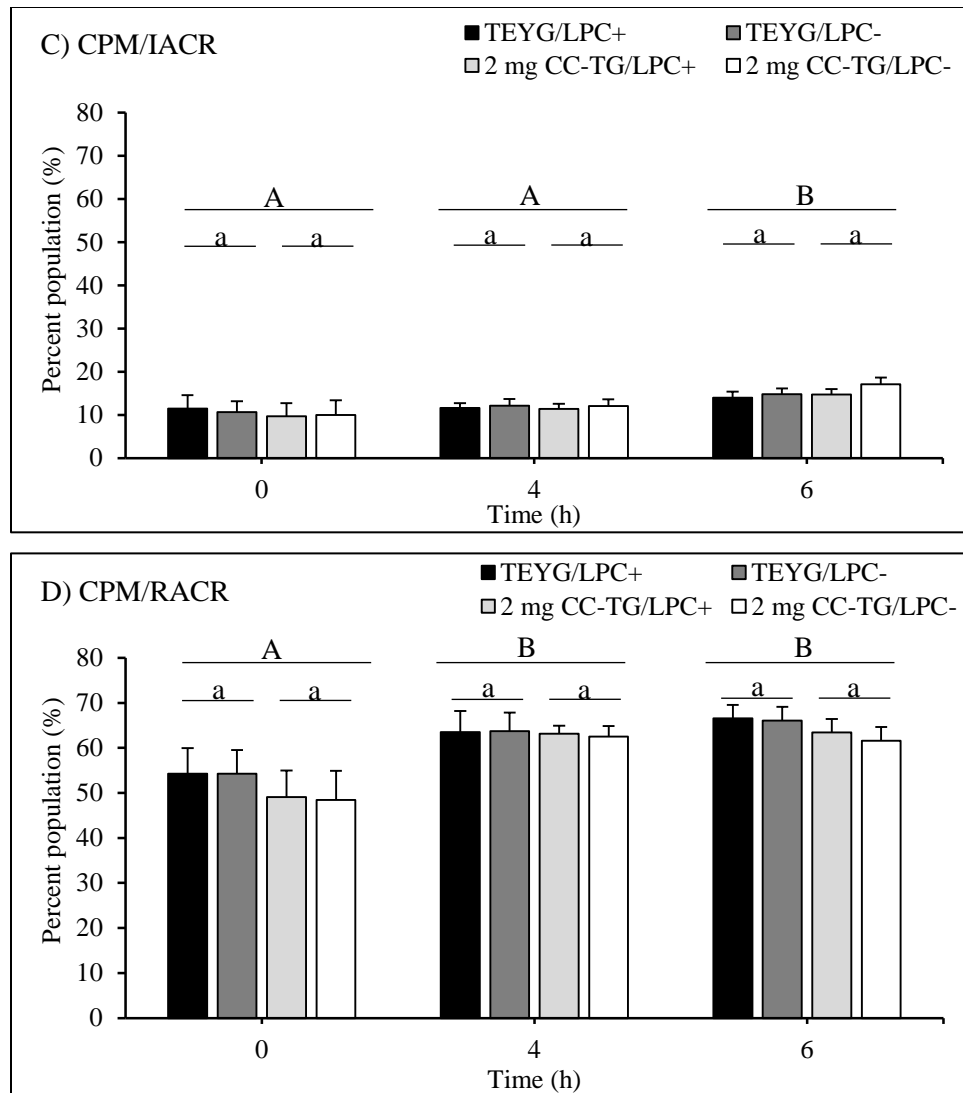 C) CPM/IACR
TEYG/LPC+ TEYG/LPC-
2 mg CC-TG/LPC+ 2 mg CC-TG/LPC-
Percent population (%)
80
70
60
50
40
30
20
10
0
A A B
a a a a a a
0 4 6
Time (h)
D) CPM/RACR
TEYG/LPC+ TEYG/LPC-
2 mg CC-TG/LPC+ 2 mg CC-TG/LPC-
Percent population (%)
80
70
60
50
40
30
20
10
0
A B B
a a a a a a
0 4 6
Time (h)